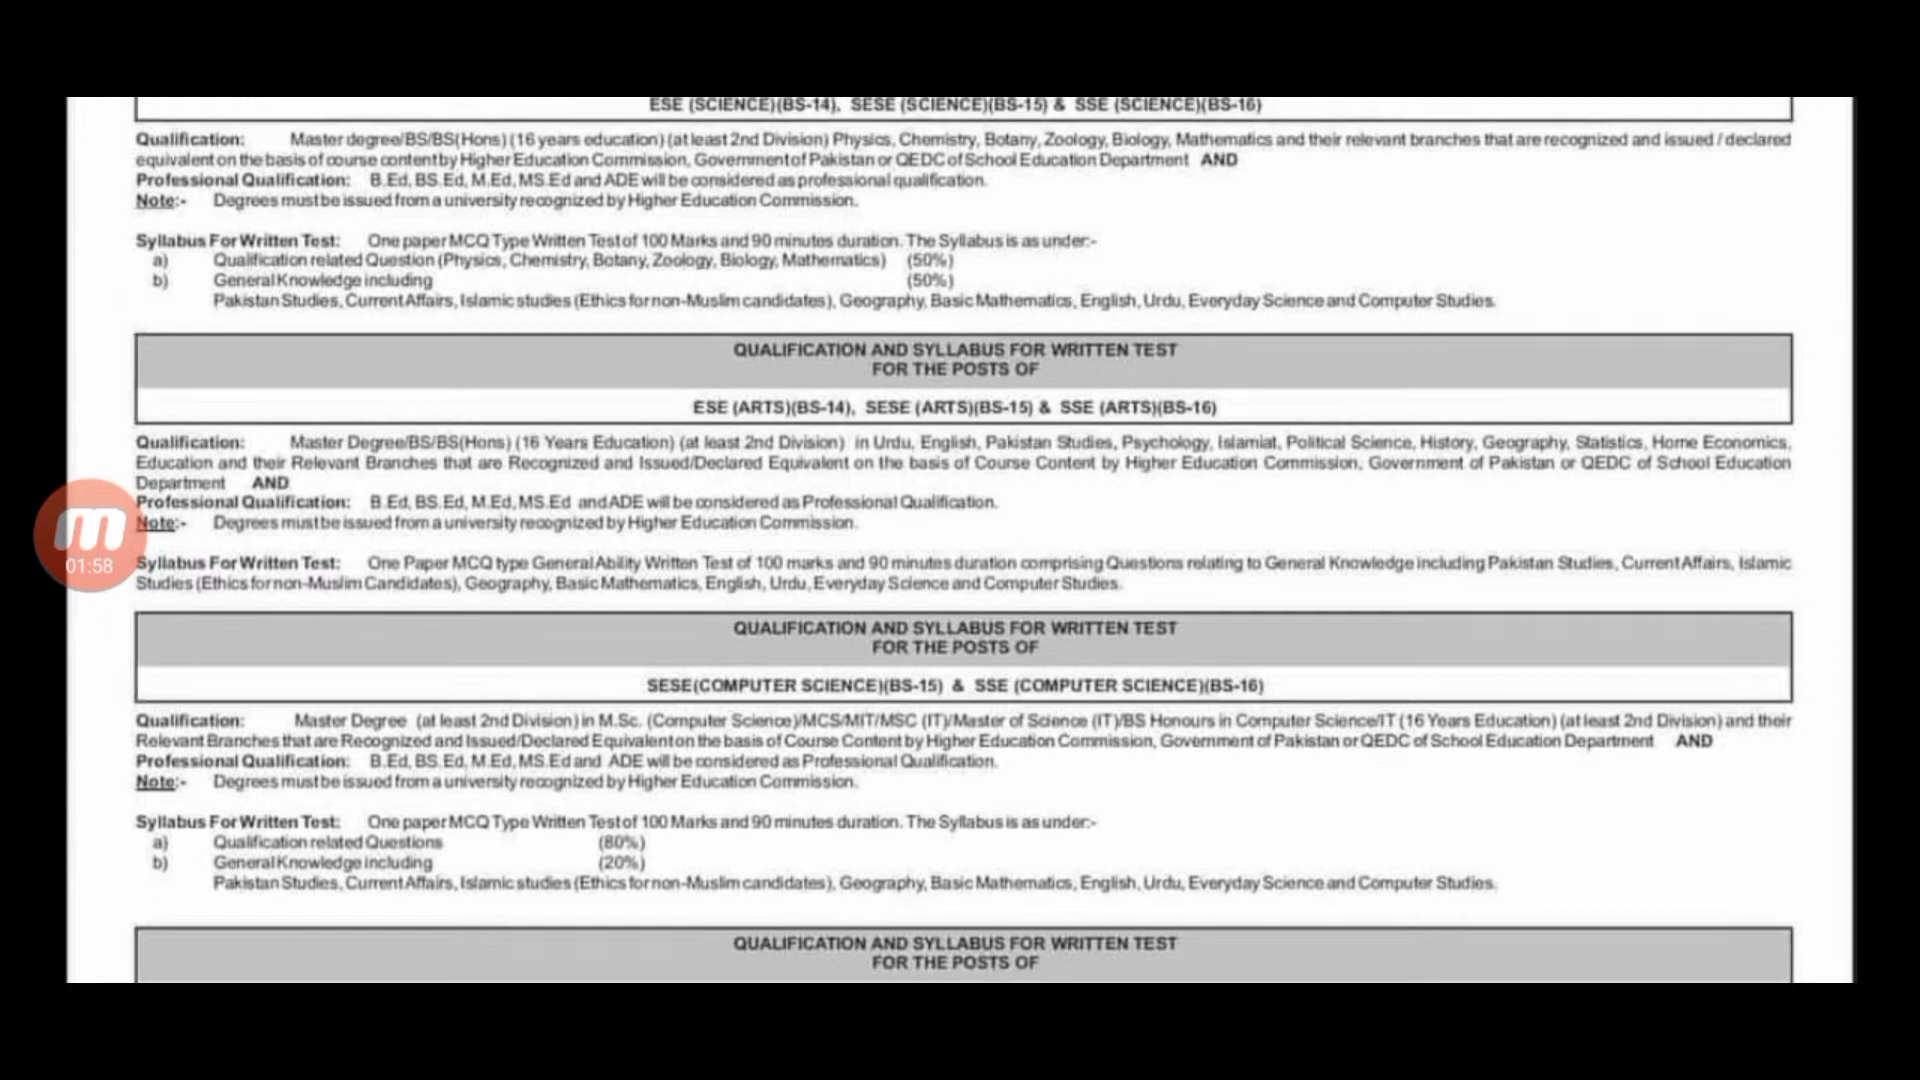 ESE (SCIENCE)(BS-14), SESE (SCIENCE)(BS-15) & SSE (SCIENCE)(BS-16)
Qualification: Master degree/BS/BS(Hons) (16 years education) (at least 2nd Division) Physics, Chemistry, Botany, Zoology, Biology, Mathematics and their relevant branches that are recognized and issued / declared
equivalent on the basis of course content by Higher Education Commission, Government of Pakistan or QEDC of School Education Department AND
Professional Qualification: B.Ed, BS.Ed, M.Ed, MS.Ed and ADE will be considered as professional qualification.
Note:- Degrees must be issued from a university recognized by Higher Education Commission.
Syllabus For Written Test: One paper MCQ Type Written Test of 100 Marks and 90 minutes duration. The Syllabus is as under:-
a) Qualification related Question (Physics, Chemistry, Botany, Zoology, Biology, Mathematics) (50%)
b) General Knowledge including (50%)
Pakistan Studies, Current Affairs, Islamic studies (Ethics for non-Muslim candidates), Geography, Basic Mathematics, English, Urdu, Everyday Science and Computer Studies.
QUALIFICATION AND SYLLABUS FOR WRITTEN TEST
FOR THE POSTS OF
ESE (ARTS)(BS-14), SESE (ARTS)(BS-15) & SSE (ARTS)(BS-16)
Qualification: Master Degree/BS/BS(Hons) (16 Years Education) (at least 2nd Division) in Urdu, English, Pakistan Studies, Psychology, Islamiat, Political Science, History, Geography, Statistics, Home Economics,
Education and their Relevant Branches that are Recognized and Issued/Declared Equivalent on the basis of Course Content by Higher Education Commission, Government of Pakistan or QEDC of School Education
Department AND
Professional Qualification: B.Ed, BS.Ed, M.Ed, MS.Ed and ADE will be considered as Professional Qualification.
Note:- Degrees must be issued from a university recognized by Higher Education Commission.
01:58
Syllabus For Written Test: One Paper MCQ type General Ability Written Test of 100 marks and 90 minutes duration comprising Questions relating to General Knowledge including Pakistan Studies, Current Affairs, Islamic
Studies (Ethics for non-Muslim Candidates), Geography, Basic Mathematics, English, Urdu, Everyday Science and Computer Studies.
QUALIFICATION AND SYLLABUS FOR WRITTEN TEST
FOR THE POSTS OF
SESE(COMPUTER SCIENCE)(BS-15) & SSE (COMPUTER SCIENCE)(BS-16)
Qualification: Master Degree (at least 2nd Division) in M.Sc. (Computer Science)/MCS/MIT/MSC (IT)/Master of Science (IT)/BS Honours in Computer Science/IT (16 Years Education) (at least 2nd Division) and their
Relevant Branches that are Recognized and Issued/Declared Equivalent on the basis of Course Content by Higher Education Commission, Government of Pakistan or QEDC of School Education Department AND
Professional Qualification: B.Ed, BS.Ed, M.Ed, MS.Ed and ADE will be considered as Professional Qualification.
Note:- Degrees must be issued from a university recognized by Higher Education Commission.
Syllabus For Written Test: One paper MCQ Type Written Test of 100 Marks and 90 minutes duration. The Syllabus is as under:-
a) Qualification related Questions (80%)
b) General Knowledge including (20%)
Pakistan Studies, Current Affairs, Islamic studies (Ethics for non-Muslim candidates), Geography, Basic Mathematics, English, Urdu, Everyday Science and Computer Studies.
QUALIFICATION AND SYLLABUS FOR WRITTEN TEST
FOR THE POSTS OF